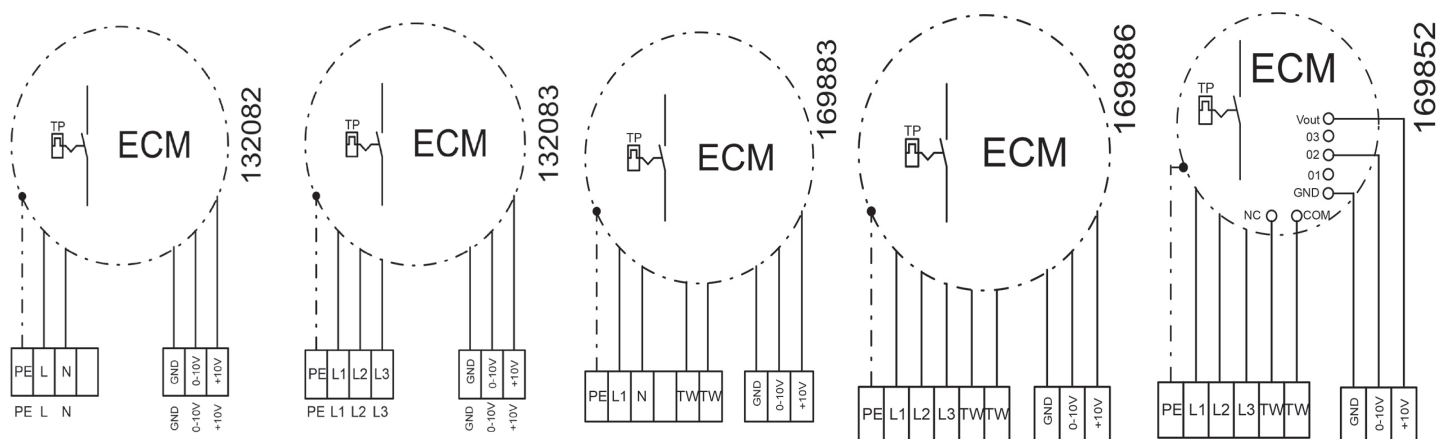 TP
ECM
132082
PE L N
GND 0-10V +10V
PE L N
GND 0-10V +10V
TP
ECM
132083
PE L1 L2 L3
GND 0-10V +10V
PE L1 L2 L3
GND 0-10V +10V
TP
ECM
169883
PE L1 N TW TW
GND 0-10V +10V
TP
ECM
169886
PE L1 L2 L3 TW TW
GND 0-10V +10V
ECM
TP
169852
Vout
03
02
01
GND
NC COM
PE L1 L2 L3 TW TW
GND 0-10V +10V